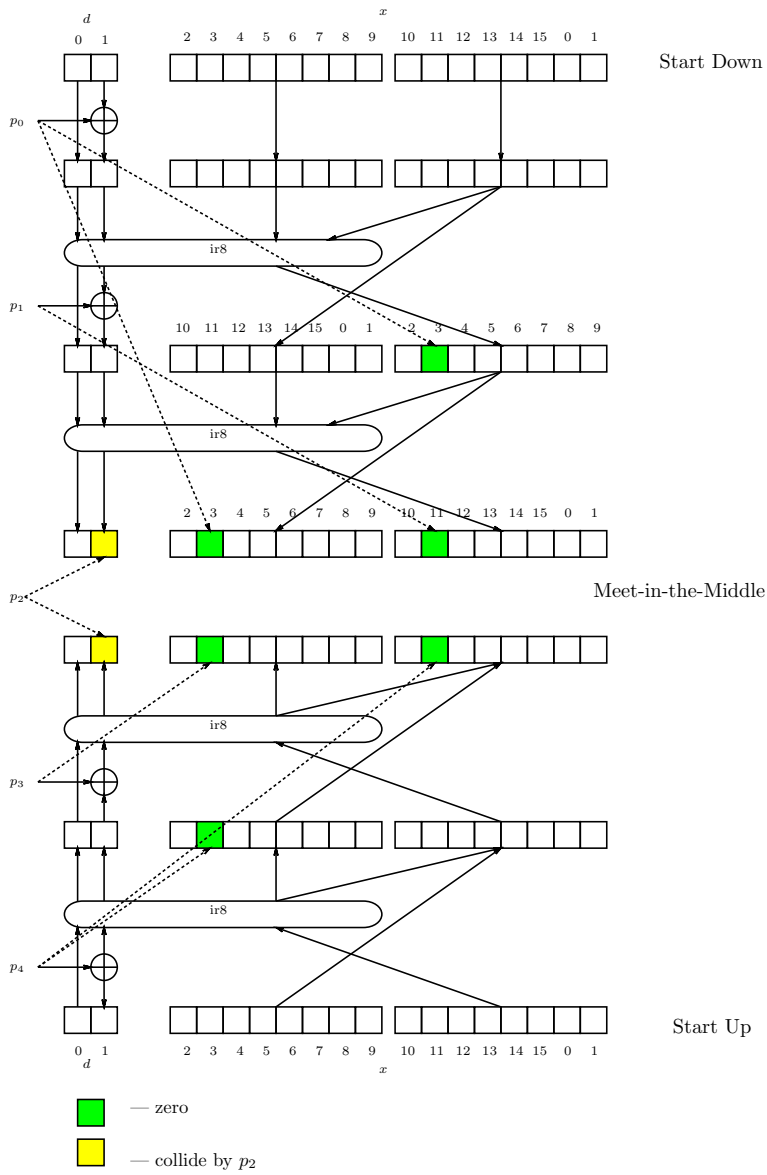 d x
0 1 2 3 4 5 6 7 8 9 10 11 12 13 14 15 0 1
Start Down
p0
ir8
p1
10 11 12 13 14 15 0 1 2 3 4 5 6 7 8 9
ir8
2 3 4 5 6 7 8 9 10 11 12 13 14 15 0 1
p2
Meet-in-the-Middle
ir8
p3
ir8
p4
Start Up
0 1 2 3 4 5 6 7 8 9 10 11 12 13 14 15 0 1
d x
— zero
— collide by p2